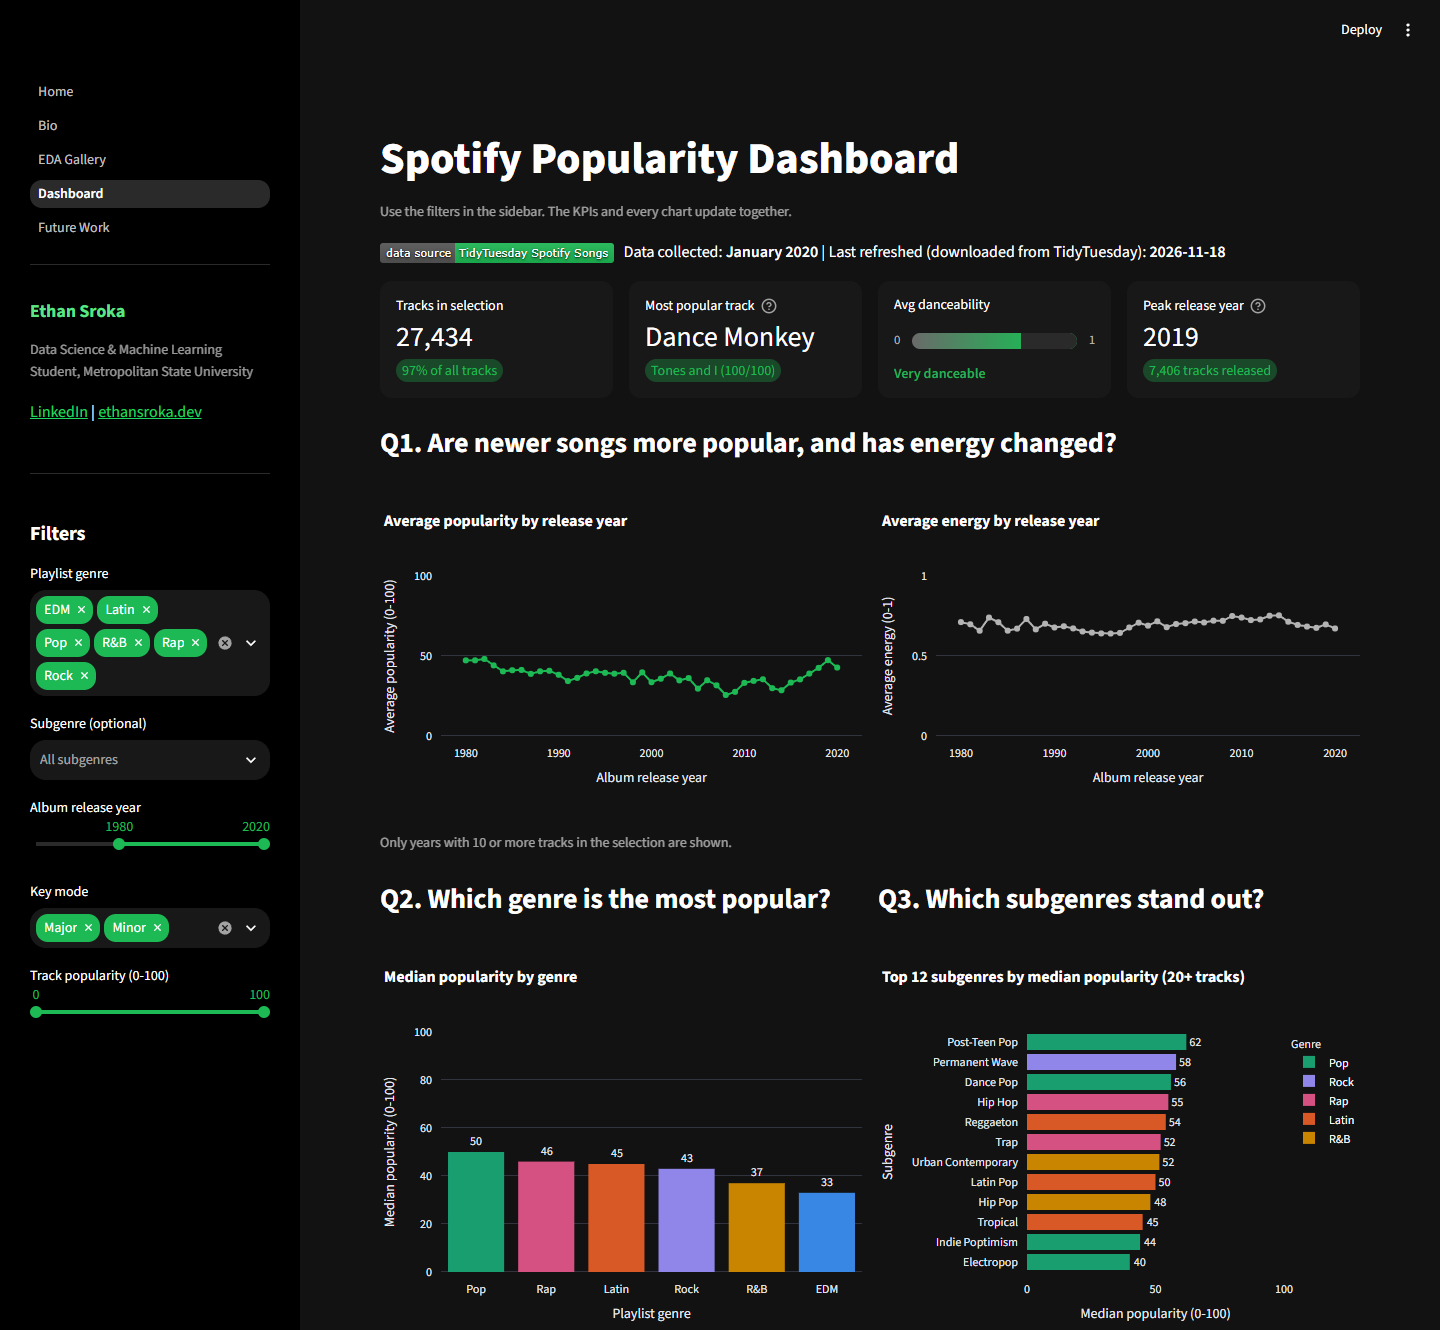 Deploy
Home
Bio
EDA Gallery
Dashboard
Future Work
Ethan Sroka
Data Science & Machine Learning
Student, Metropolitan State University
LinkedIn | ethansroka.dev
Filters
Playlist genre
EDM
Latin
Pop
R&B
Rap
Rock
Subgenre (optional)
All subgenres
Album release year
1980
2020
Key mode
Major
Minor
Track popularity (0-100)
0
100
Spotify Popularity Dashboard
Use the filters in the sidebar. The KPIs and every chart update together.
data source TidyTuesday Spotify Songs Data collected: January 2020 | Last refreshed (downloaded from TidyTuesday): 2026-11-18
Tracks in selection
27,434
97% of all tracks
Most popular track
Dance Monkey
Tones and I (100/100)
Avg danceability
0
1
Very danceable
Peak release year
2019
7,406 tracks released
Q1. Are newer songs more popular, and has energy changed?
Average popularity by release year
Average popularity (0-100)
100
50
0
1980
1990
2000
2010
2020
Album release year
Average energy by release year
Average energy (0-1)
1
0.5
0
1980
1990
2000
2010
2020
Album release year
Only years with 10 or more tracks in the selection are shown.
Q2. Which genre is the most popular?
Median popularity by genre
Median popularity (0-100)
100
80
60
40
20
0
50
46
45
43
37
33
Pop
Rap
Latin
Rock
R&B
EDM
Playlist genre
Q3. Which subgenres stand out?
Top 12 subgenres by median popularity (20+ tracks)
Subgenre
Post-Teen Pop 62
Permanent Wave 58
Dance Pop 56
Hip Hop 55
Reggaeton 54
Trap 52
Urban Contemporary 52
Latin Pop 50
Hip Pop 48
Tropical 45
Indie Poptimism 44
Electropop 40
0
50
100
Median popularity (0-100)
Genre
Pop
Rock
Rap
Latin
R&B